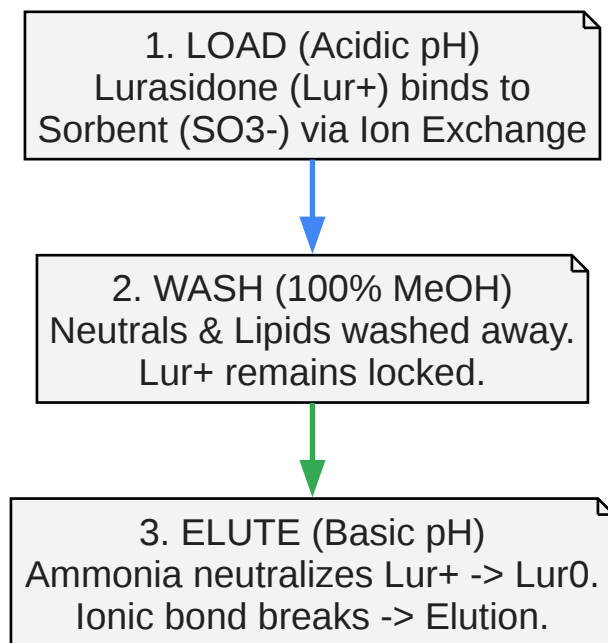 1. LOAD (Acidic pH)
Lurasidone (Lur+) binds to
Sorbent (SO3-) via Ion Exchange
2. WASH (100% MeOH)
Neutrals & Lipids washed away.
Lur+ remains locked.
3. ELUTE (Basic pH)
Ammonia neutralizes Lur+ -> Lur0.
Ionic bond breaks -> Elution.